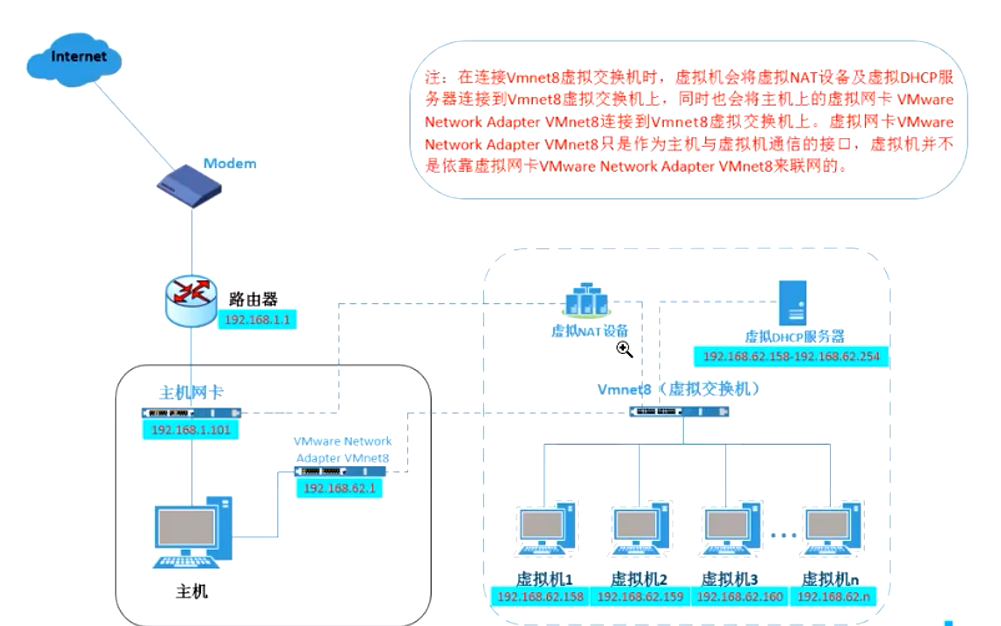 Internet
注：在连接Vmnet8虚拟交换机时，虚拟机会将虚拟NAT设备及虚拟DHCP服
务器连接到Vmnet8虚拟交换机上，同时也会将主机上的虚拟网卡 VMware
Network Adapter VMnet8连接到Vmnet8虚拟交换机上。虚拟网卡VMware
Network Adapter VMnet8只是作为主机与虚拟机通信的接口，虚拟机并不
是依靠虚拟网卡VMware Network Adapter VMnet8来联网的。
Modem
路由器
192.168.1.1
虚拟NAT设备
虚拟DHCP服务器
192.168.62.158-192.168.62.254
主机网卡
192.168.1.101
Vmnet8（虚拟交换机）
VMware Network
Adapter VMnet8
192.168.62.1
主机
虚拟机1
虚拟机2
虚拟机3
虚拟机n
192.168.62.158
192.168.62.159
192.168.62.160
192.168.62.n